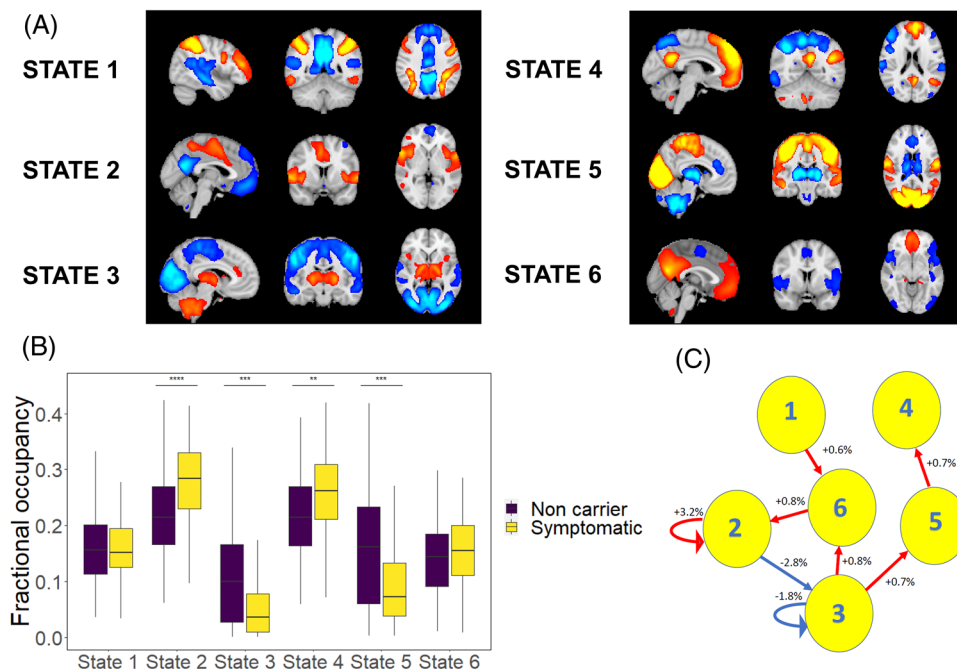 (A)
STATE 1
STATE 2
STATE 3
STATE 4
STATE 5
STATE 6
(B)
Fractional occupancy
0.4
0.3
0.2
0.1
0.0
****
***
**
***
State 1 State 2 State 3 State 4 State 5 State 6
Non carrier
Symptomatic
(C)
1
4
+0.6%
+0.7%
+0.8%
6
5
+3.2%
2
-2.8%
+0.8%
+0.7%
-1.8%
3